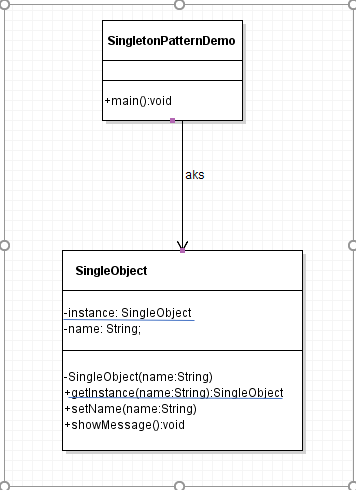 SingletonPatternDemo
+main():void
aks
SingleObject
-instance: SingleObject
-name: String;
-SingleObject(name:String)
+getInstance(name:String):SingleObject
+setName(name:String)
+showMessage():void